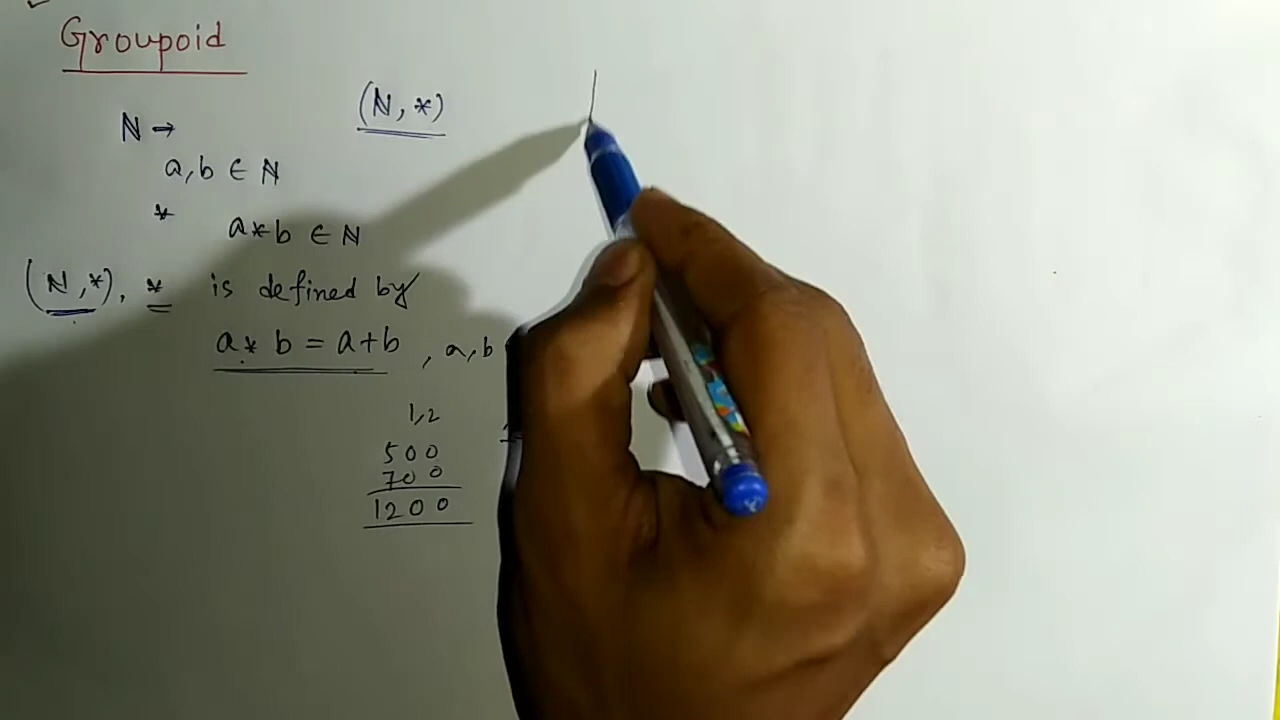 Groupoid
(N, *)
N →
a, b ∈ N
*
a * b ∈ N
(N, *), * is defined by
a * b = a + b , a, b
1, 2
500
700
1200